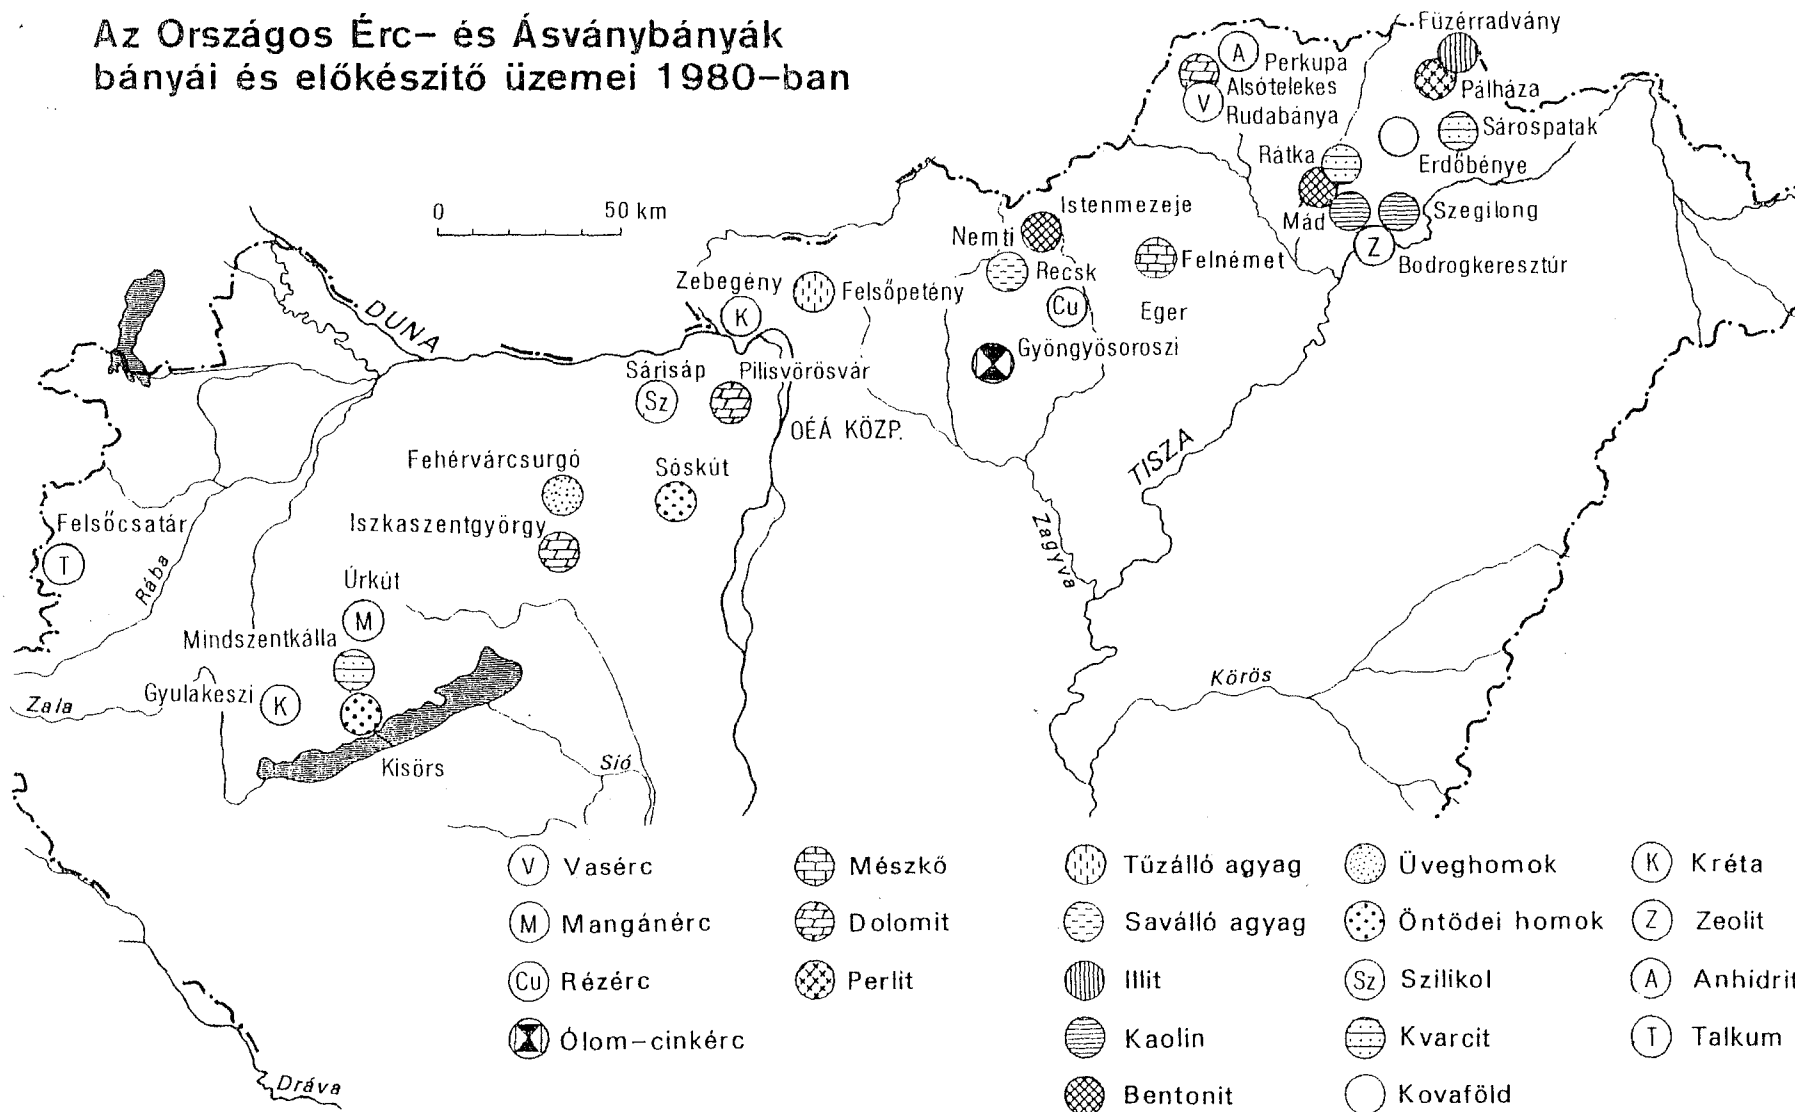 Az Országos Érc- és Ásványbányák
bányái és előkészítő üzemei 1980-ban
Füzérradvány
A
Perkupa
Alsótelekes
Pálháza
V
Rudabánya
Sárospatak
Rátka
Erdőbénye
Mád
Szegilong
Z
Bodrogkeresztúr
0 50 km
Istenmezeje
Nemti
Recsk
Felnémet
Cu
Eger
Gyöngyösoroszi
Zebegény
Felsőpetény
K
DUNA
Sárisáp
Pilisvörösvár
Sz
OÉÁ KÖZP.
TISZA
Fehérvárcsurgó
Sóskút
Iszkaszentgyörgy
Zagyva
Felsőcsatár
T
Rába
Úrkút
M
Mindszentkálla
Gyulakeszi
K
Zala
Kisörs
Sió
Körös
Dráva
V Vasérc
M Mangánérc
Cu Rézérc
Ólom-cinkérc
Mészkő
Dolomit
Perlit
Tűzálló agyag
Saválló agyag
Illit
Kaolin
Bentonit
Üveghomok
Öntödei homok
Sz Szilikol
Kvarcit
Kovaföld
K Kréta
Z Zeolit
A Anhidrit
T Talkum